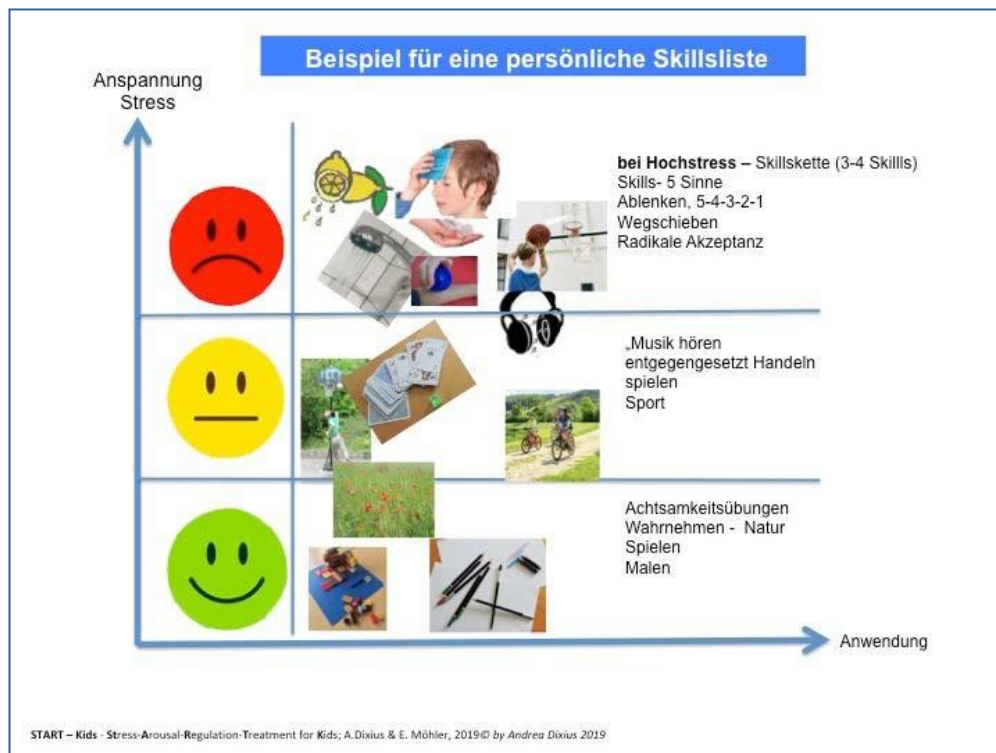 Beispiel für eine persönliche Skillsliste
Anspannung
Stress
bei Hochstress – Skillskette (3-4 Skillls)
Skills- 5 Sinne
Ablenken, 5-4-3-2-1
Wegschieben
Radikale Akzeptanz
„Musik hören
entgegengesetzt Handeln
spielen
Sport
Achtsamkeitsübungen
Wahrnehmen - Natur
Spielen
Malen
Anwendung
START – Kids - Stress-Arousal-Regulation-Treatment for Kids; A.Dixius & E. Möhler, 2019© by Andrea Dixius 2019